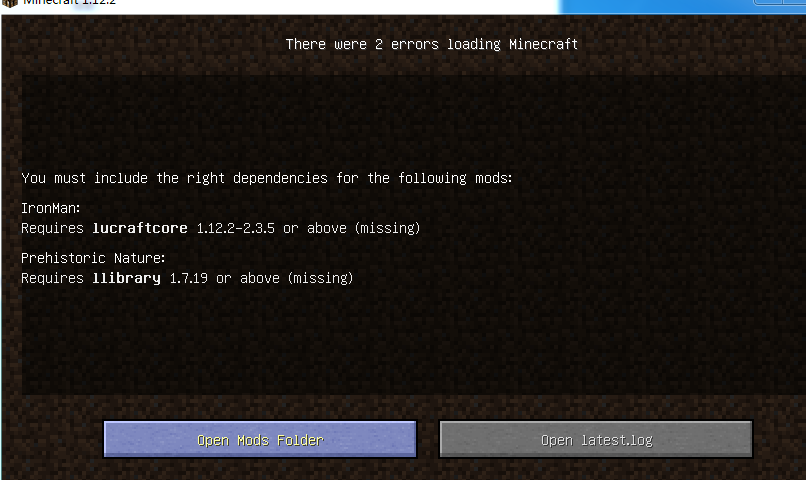 Minecraft 1.12.2
There were 2 errors loading Minecraft
You must include the right dependencies for the following mods:
IronMan:
Requires lucraftcore 1.12.2-2.3.5 or above (missing)
Prehistoric Nature:
Requires llibrary 1.7.19 or above (missing)
Open Mods Folder
Open latest.log